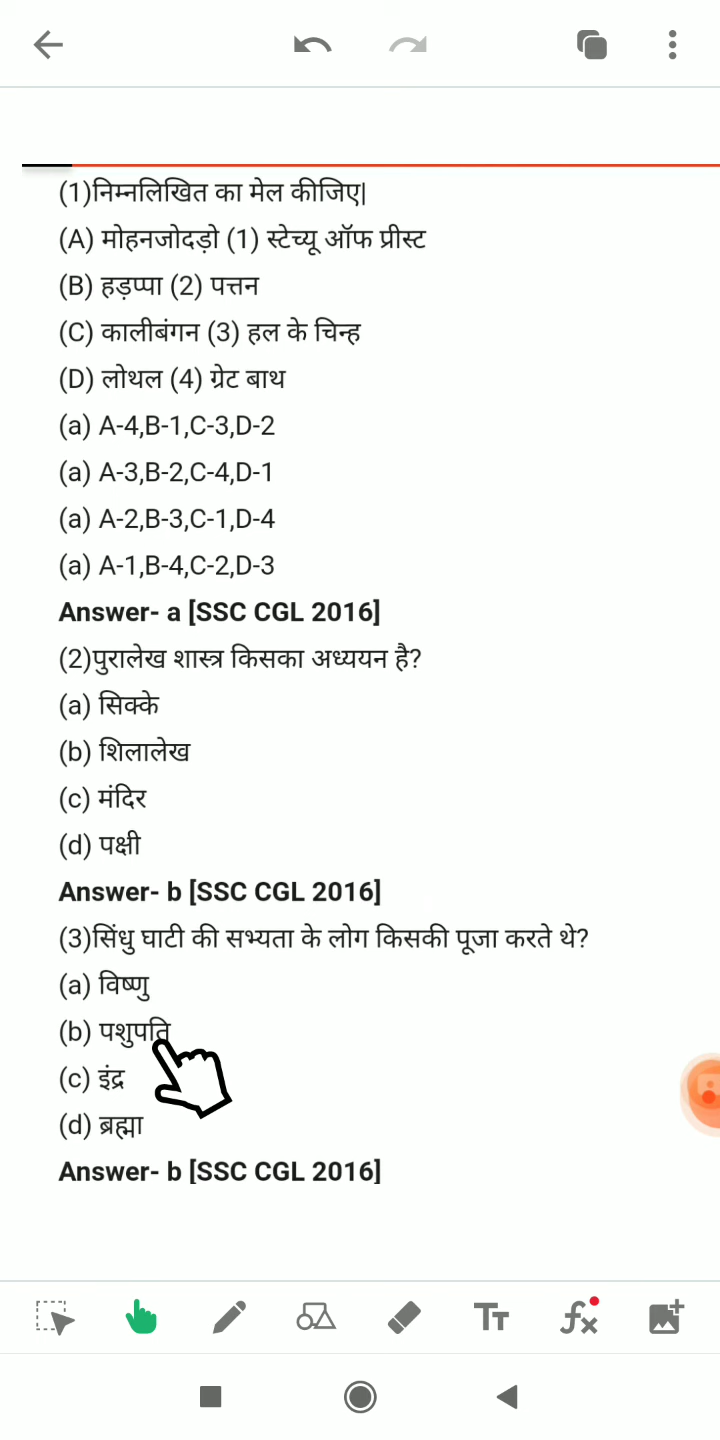 (1)निम्नलिखित का मेल कीजिए|
(A) मोहनजोदड़ो (1) स्टेच्यू ऑफ प्रीस्ट
(B) हड़प्पा (2) पत्तन
(C) कालीबंगन (3) हल के चिन्ह
(D) लोथल (4) ग्रेट बाथ
(a) A-4,B-1,C-3,D-2
(a) A-3,B-2,C-4,D-1
(a) A-2,B-3,C-1,D-4
(a) A-1,B-4,C-2,D-3
Answer- a [SSC CGL 2016]
(2)पुरालेख शास्त्र किसका अध्ययन है?
(a) सिक्के
(b) शिलालेख
(c) मंदिर
(d) पक्षी
Answer- b [SSC CGL 2016]
(3)सिंधु घाटी की सभ्यता के लोग किसकी पूजा करते थे?
(a) विष्णु
(b) पशुपति
(c) इंद्र
(d) ब्रह्मा
Answer- b [SSC CGL 2016]
TT fx